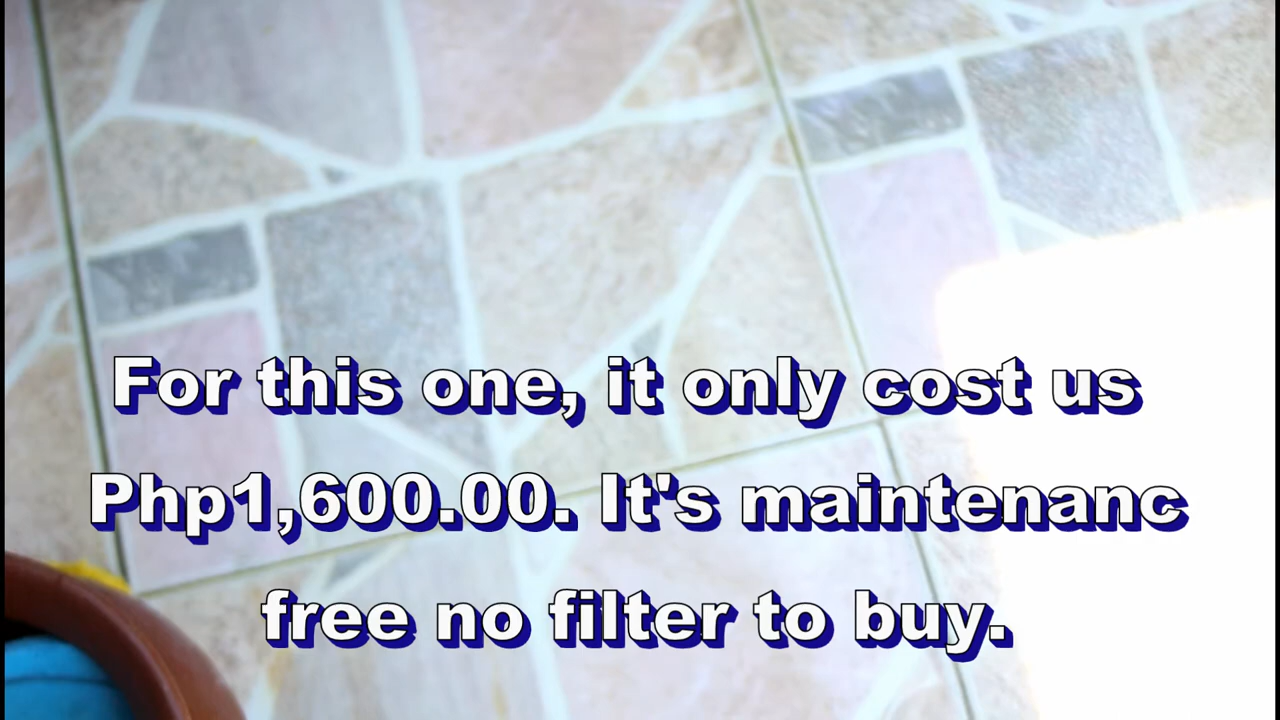 For this one, it only cost us
Php1,600.00. It's maintenanc
free no filter to buy.